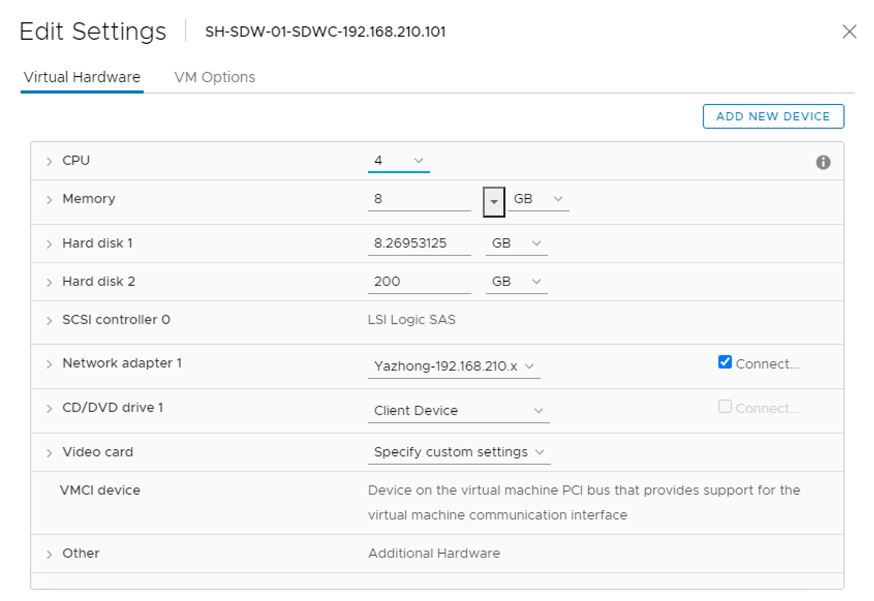 Edit Settings SH-SDW-01-SDWC-192.168.210.101
Virtual Hardware VM Options
ADD NEW DEVICE
CPU 4
Memory 8 GB
Hard disk 1 8.26953125 GB
Hard disk 2 200 GB
SCSI controller 0 LSI Logic SAS
Network adapter 1 Yazhong-192.168.210.x Connect...
CD/DVD drive 1 Client Device Connect...
Video card Specify custom settings
VMCI device Device on the virtual machine PCI bus that provides support for the
virtual machine communication interface
Other Additional Hardware